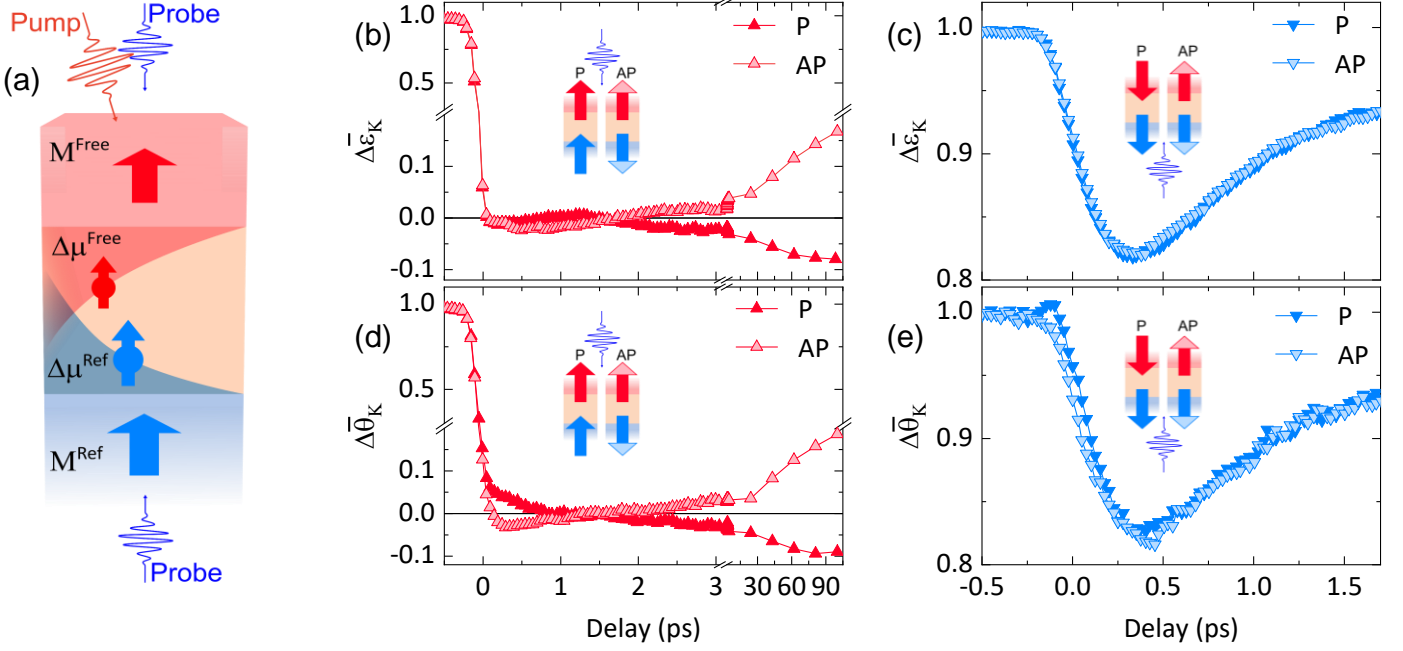 (a)
Pump
Probe
M^Free
Δμ^Free
Δμ^Ref
M^Ref
Probe
(b)
P
AP
P AP
Δε̄_K
1.0
0.5
0.1
0.0
-0.1
(c)
P
AP
P AP
Δε̄_K
1.0
0.9
0.8
(d)
P
AP
P AP
Δθ̄_K
1.0
0.5
0.1
0.0
-0.1
0 1 2 3 30 60 90
Delay (ps)
(e)
P
AP
P AP
Δθ̄_K
1.0
0.9
0.8
-0.5 0.0 0.5 1.0 1.5
Delay (ps)